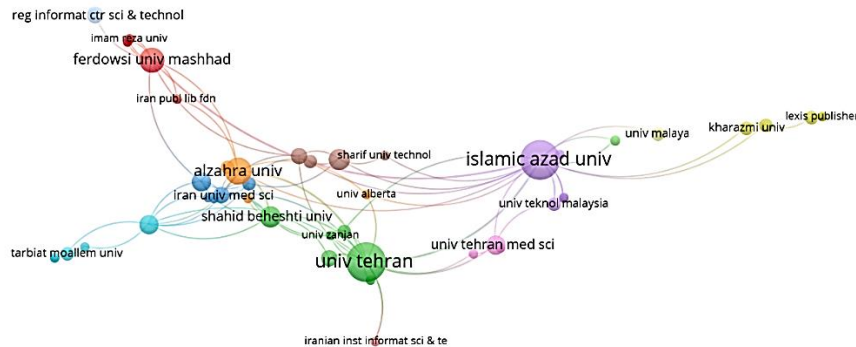 reg informat ctr sci & technol
imam reza univ
ferdowsi univ mashhad
iran publ lib fdn
lexis publisher
kharazmi univ
univ malaya
sharif univ technol
islamic azad univ
alzahra univ
iran univ med sci
univ alberta
univ teknol malaysia
shahid beheshti univ
univ zanjan
univ tehran med sci
tarbiat moallem univ
univ tehran
iranian inst informat sci & te